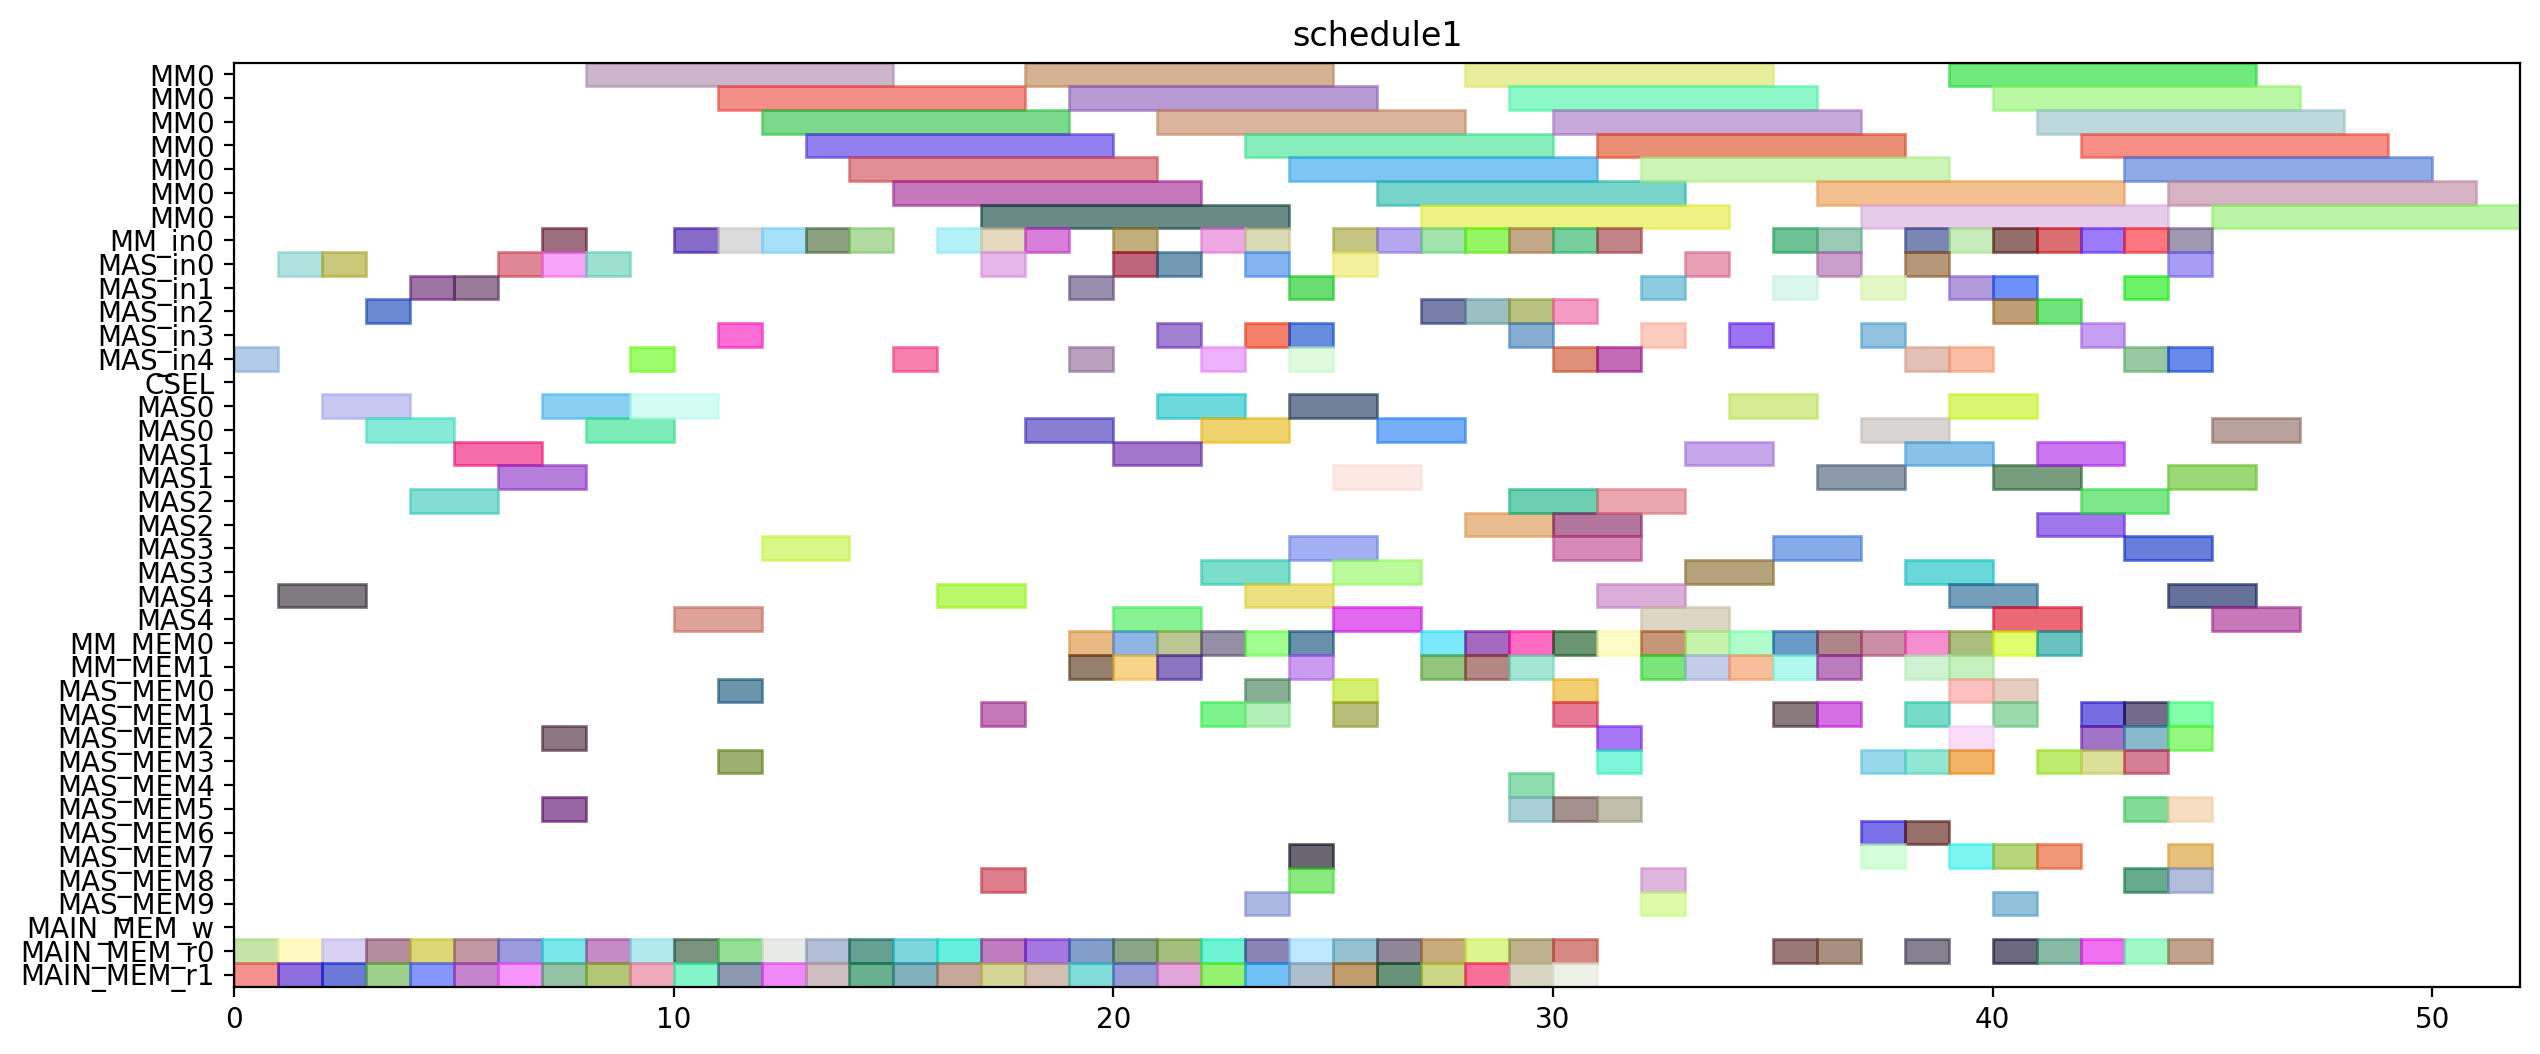 schedule1
MM0
MM0
MM0
MM0
MM0
MM0
MM0
MM_in0
MAS_in0
MAS_in1
MAS_in2
MAS_in3
MAS_in4
CSEL
MAS0
MAS0
MAS1
MAS1
MAS2
MAS2
MAS3
MAS3
MAS4
MAS4
MM_MEM0
MM_MEM1
MAS_MEM0
MAS_MEM1
MAS_MEM2
MAS_MEM3
MAS_MEM4
MAS_MEM5
MAS_MEM6
MAS_MEM7
MAS_MEM8
MAS_MEM9
MAIN_MEM_w
MAIN_MEM_r0
MAIN_MEM_r1
0 10 20 30 40 50